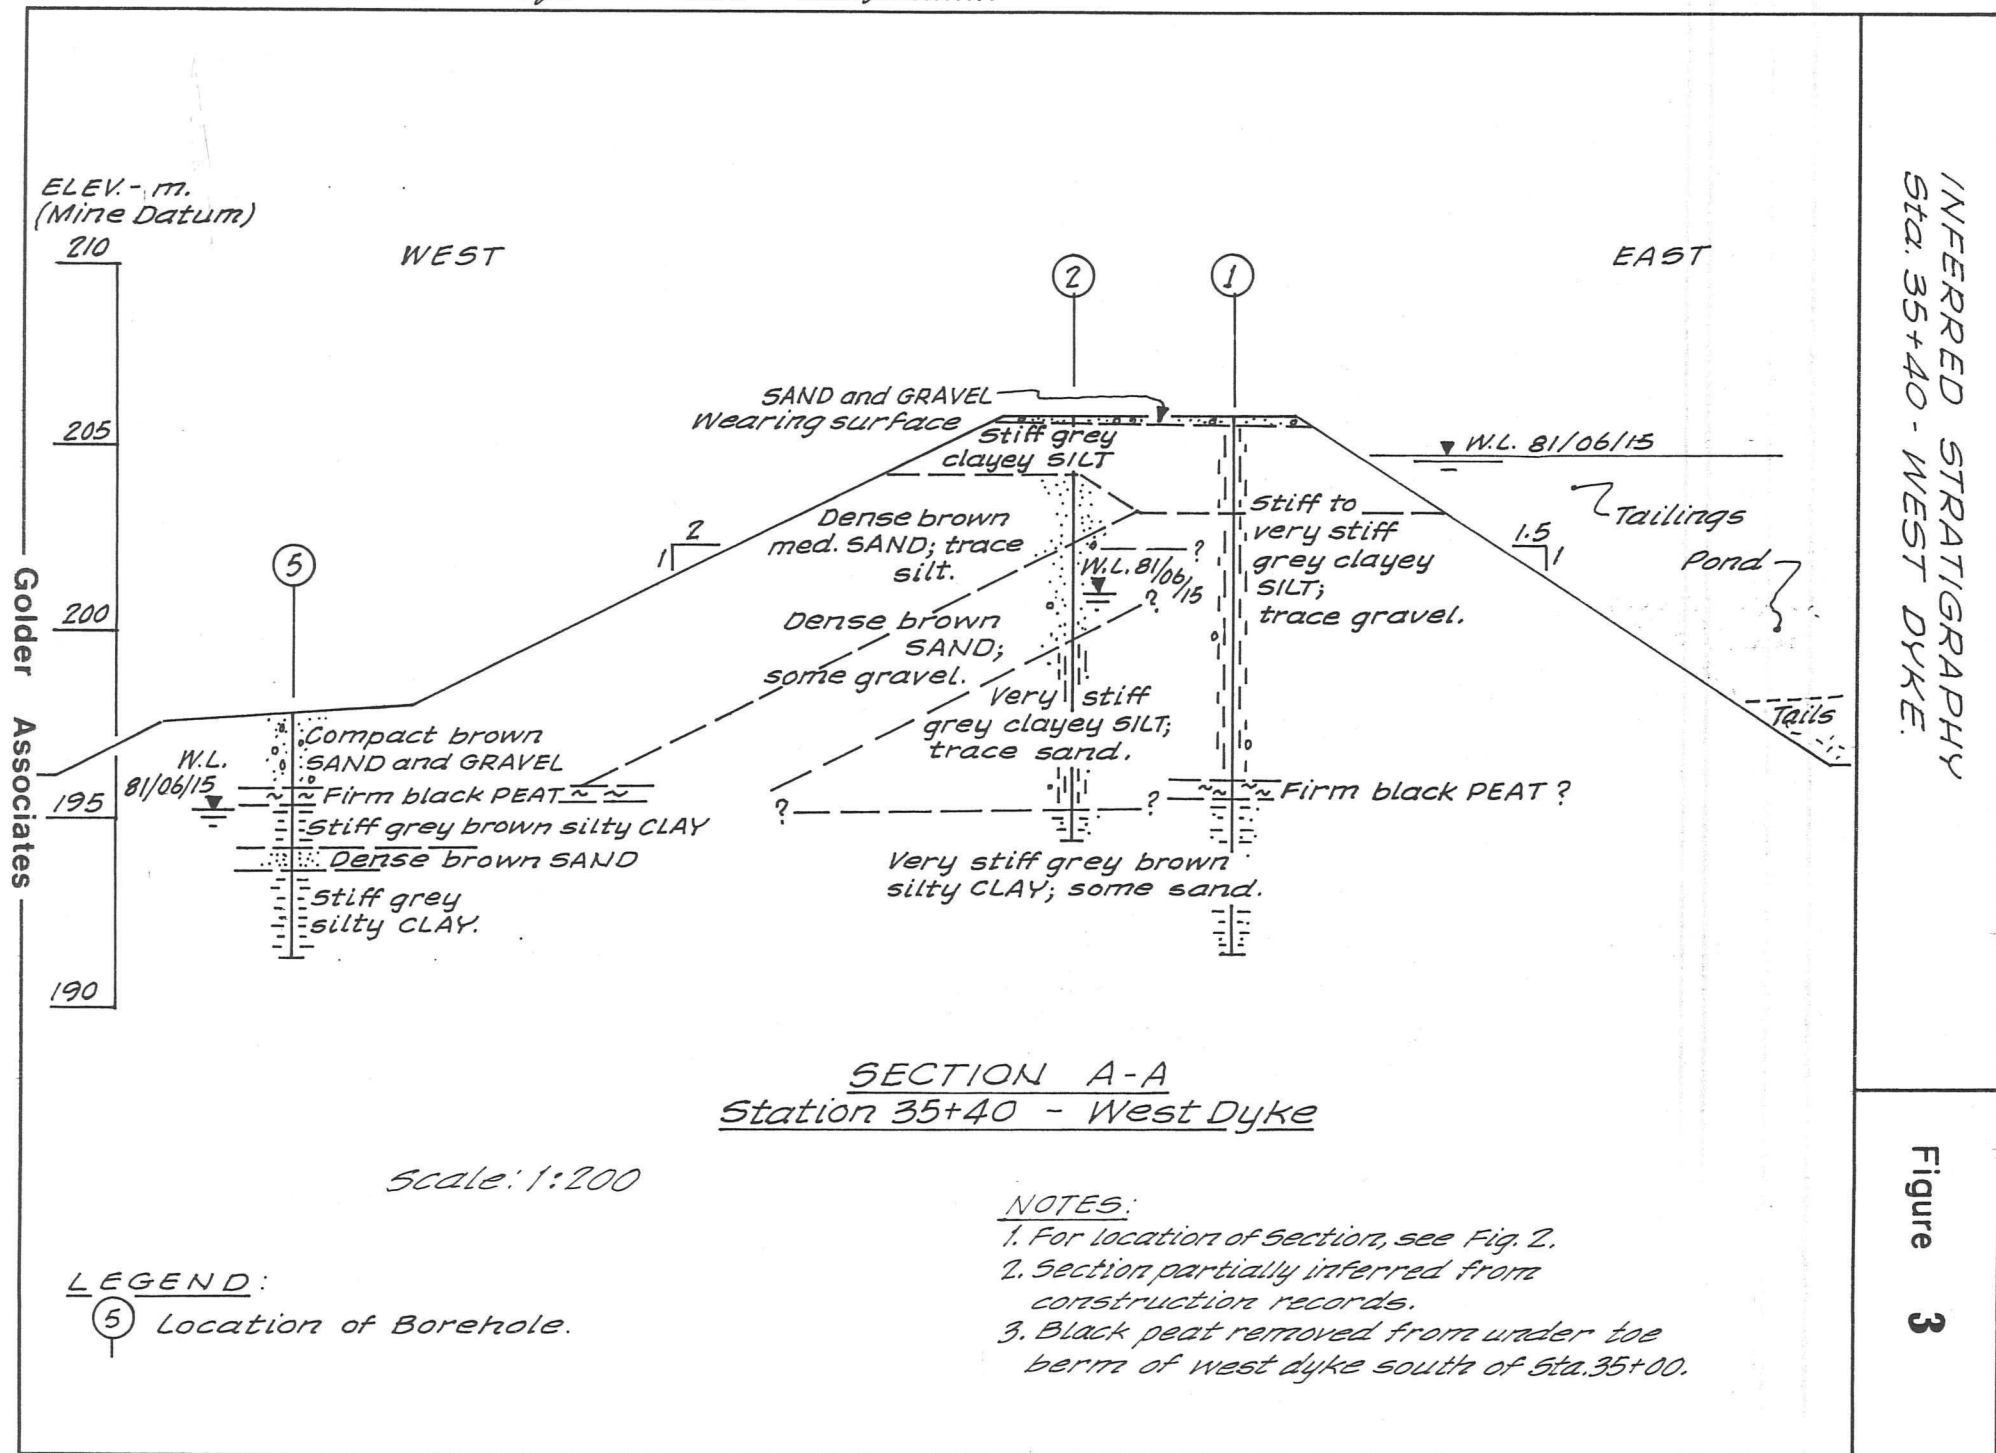 ELEV.- m.
(Mine Datum)
210
205
200
195
190
WEST
EAST
2
1
5
SAND and GRAVEL
Wearing surface
Stiff grey
clayey SILT
W.L. 81/06/15
2
1
Dense brown
med. SAND; trace
silt.
?
W.L. 81/06/15
?
Stiff to
very stiff
grey clayey
SILT;
trace gravel.
1.5
1
Tailings
Pond
Tails
Dense brown
SAND;
some gravel.
Very stiff
grey clayey SILT;
trace sand.
Compact brown
SAND and GRAVEL
W.L.
81/06/15
Firm black PEAT
Stiff grey brown silty CLAY
Dense brown SAND
Stiff grey
silty CLAY.
?
?
Firm black PEAT ?
Very stiff grey brown
silty CLAY; some sand.
SECTION A-A
Station 35+40 - West Dyke
Scale: 1:200
LEGEND:
5 Location of Borehole.
NOTES:
1. For location of Section, see Fig. 2.
2. Section partially inferred from
construction records.
3. Black peat removed from under toe
berm of west dyke south of Sta.35+00.
Golder Associates
INFERRED STRATIGRAPHY
Sta. 35+40 - WEST DYKE.
Figure 3